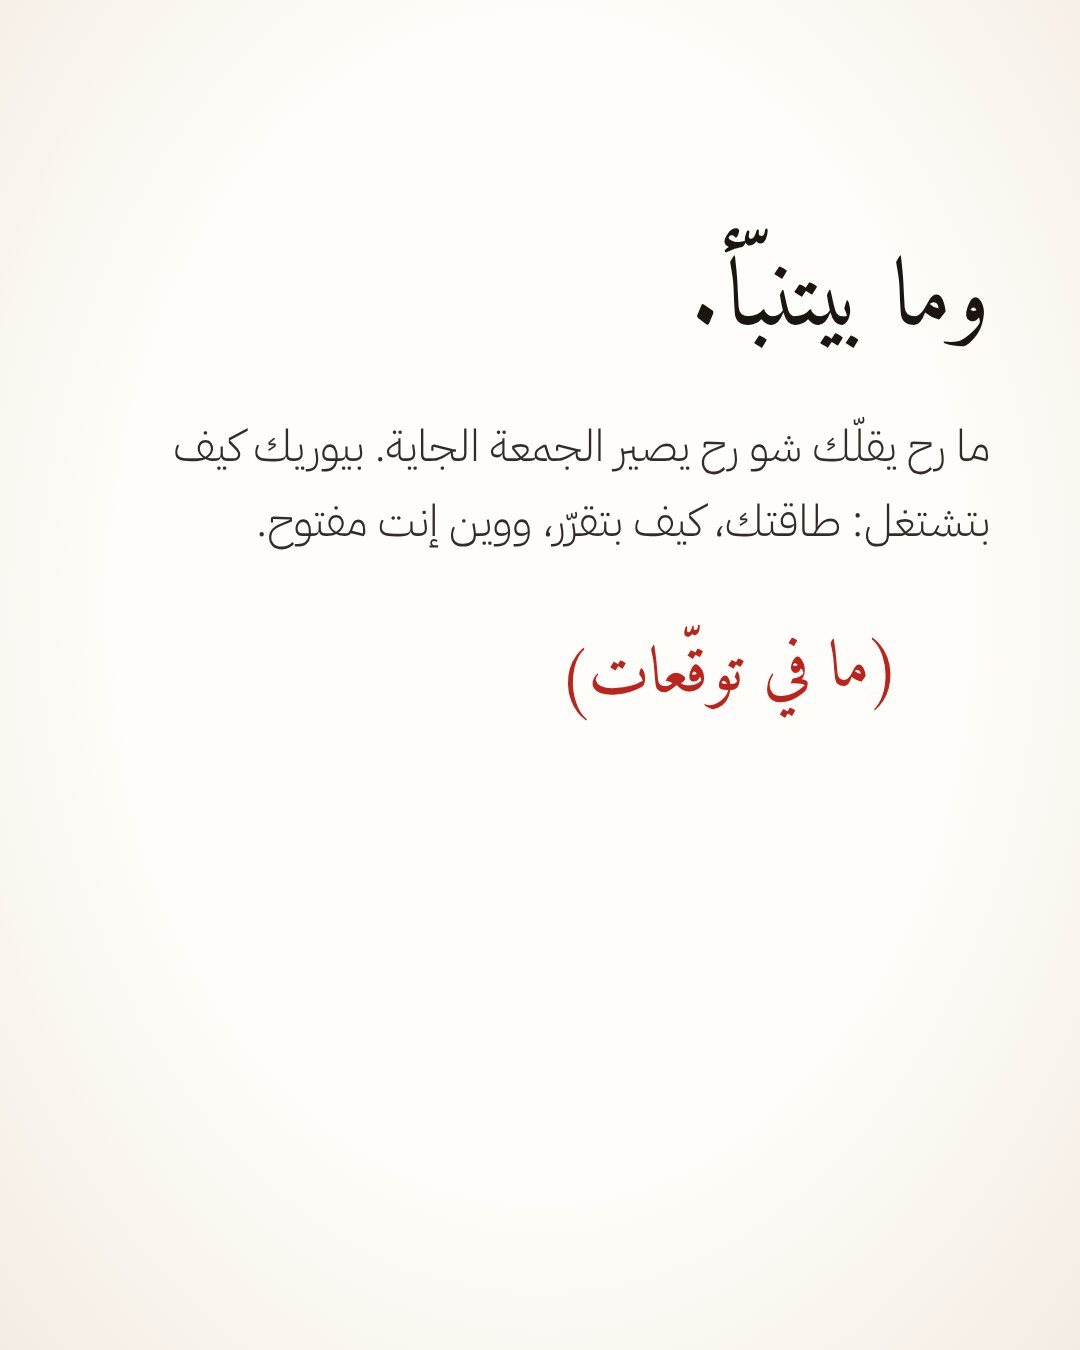 وما بيتنبّأ.
ما رح يقلّك شو رح يصير الجمعة الجاية. بيوريك كيف
بتشتغل: طاقتك، كيف بتقرّر، ووين إنت مفتوح.
(ما في توقّعات)